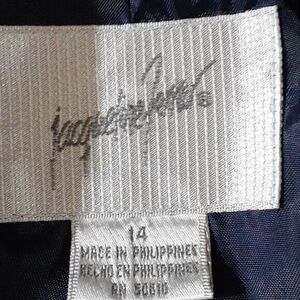 jacqueline ferrar®
14
MADE IN PHILIPPINES
HECHO EN PHILIPPINES
RN 50610